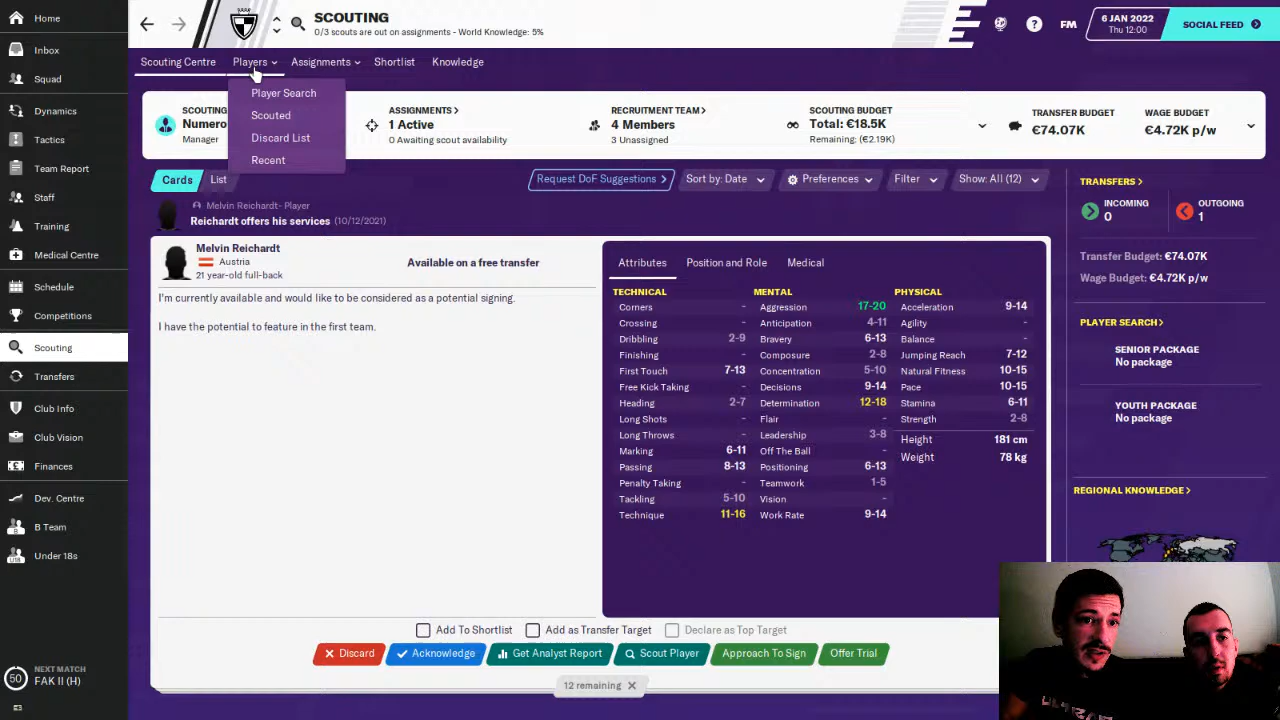 Home
Inbox
Squad
Dynamics
Tactics
Team Report
Staff
Training
Medical Centre
Schedule
Competitions
Scouting
Transfers
Club Info
Club Vision
Finances
Dev. Centre
B Team
Under 18s
NEXT MATCH
FAK II (H)
SCOUTING
0/3 scouts are out on assignments - World Knowledge: 5%
FM
6 JAN 2022
Thu 12:00
SOCIAL FEED
Scouting Centre
Players
Assignments
Shortlist
Knowledge
Player Search
Scouted
Discard List
Recent
SCOUTING
Numero
Manager
ASSIGNMENTS >
1 Active
0 Awaiting scout availability
RECRUITMENT TEAM >
4 Members
3 Unassigned
SCOUTING BUDGET
Total: €18.5K
Remaining: (€2.19K)
TRANSFER BUDGET
€74.07K
WAGE BUDGET
€4.72K p/w
Cards
List
Request DoF Suggestions >
Sort by: Date
Preferences
Filter
Show: All (12)
Melvin Reichardt- Player
Reichardt offers his services (10/12/2021)
Melvin Reichardt
Austria
21 year-old full-back
Available on a free transfer
I'm currently available and would like to be considered as a potential signing.
I have the potential to feature in the first team.
Attributes
Position and Role
Medical
TECHNICAL
Corners -
Crossing -
Dribbling 2-9
Finishing -
First Touch 7-13
Free Kick Taking -
Heading 2-7
Long Shots -
Long Throws -
Marking 6-11
Passing 8-13
Penalty Taking -
Tackling 5-10
Technique 11-16
MENTAL
Aggression 17-20
Anticipation 4-11
Bravery 6-13
Composure 2-8
Concentration 5-10
Decisions 9-14
Determination 12-18
Flair -
Leadership 3-8
Off The Ball -
Positioning 6-13
Teamwork 1-5
Vision -
Work Rate 9-14
PHYSICAL
Acceleration 9-14
Agility -
Balance -
Jumping Reach 7-12
Natural Fitness 10-15
Pace 10-15
Stamina 6-11
Strength 2-8
Height 181 cm
Weight 78 kg
Add To Shortlist
Add as Transfer Target
Declare as Top Target
Discard
Acknowledge
Get Analyst Report
Scout Player
Approach To Sign
Offer Trial
12 remaining
TRANSFERS >
INCOMING
0
OUTGOING
1
Transfer Budget: €74.07K
Wage Budget: €4.72K p/w
PLAYER SEARCH >
SENIOR PACKAGE
No package
YOUTH PACKAGE
No package
REGIONAL KNOWLEDGE >